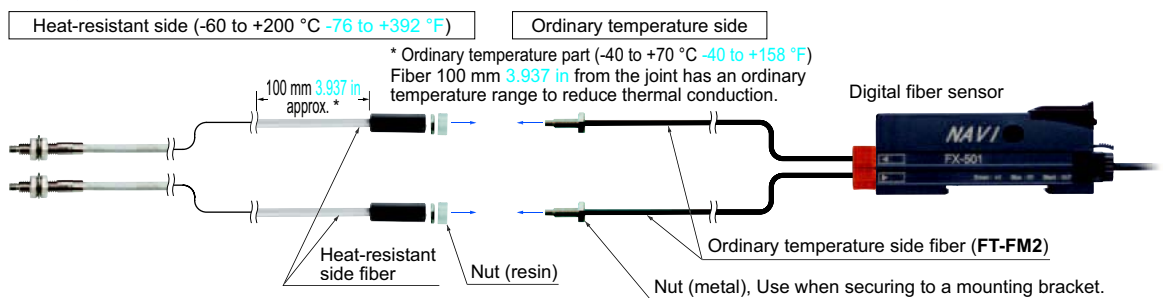 Heat-resistant side (-60 to +200 °C -76 to +392 °F)
Ordinary temperature side
* Ordinary temperature part (-40 to +70 °C -40 to +158 °F)
Fiber 100 mm 3.937 in from the joint has an ordinary
temperature range to reduce thermal conduction.
100 mm 3.937 in
approx. *
Digital fiber sensor
NAVI
FX-501
Heat-resistant
side fiber
Nut (resin)
Ordinary temperature side fiber (FT-FM2)
Nut (metal), Use when securing to a mounting bracket.